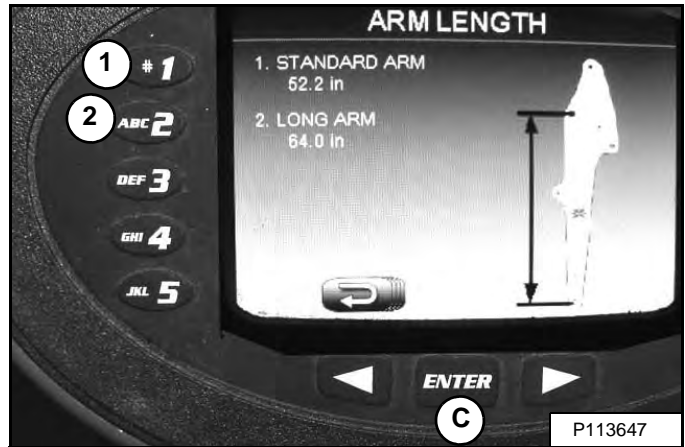 ARM LENGTH
1 # 1
1. STANDARD ARM
52.2 in
2 ABC 2
2. LONG ARM
64.0 in
DEF 3
GHI 4
JKL 5
ENTER
C
P113647